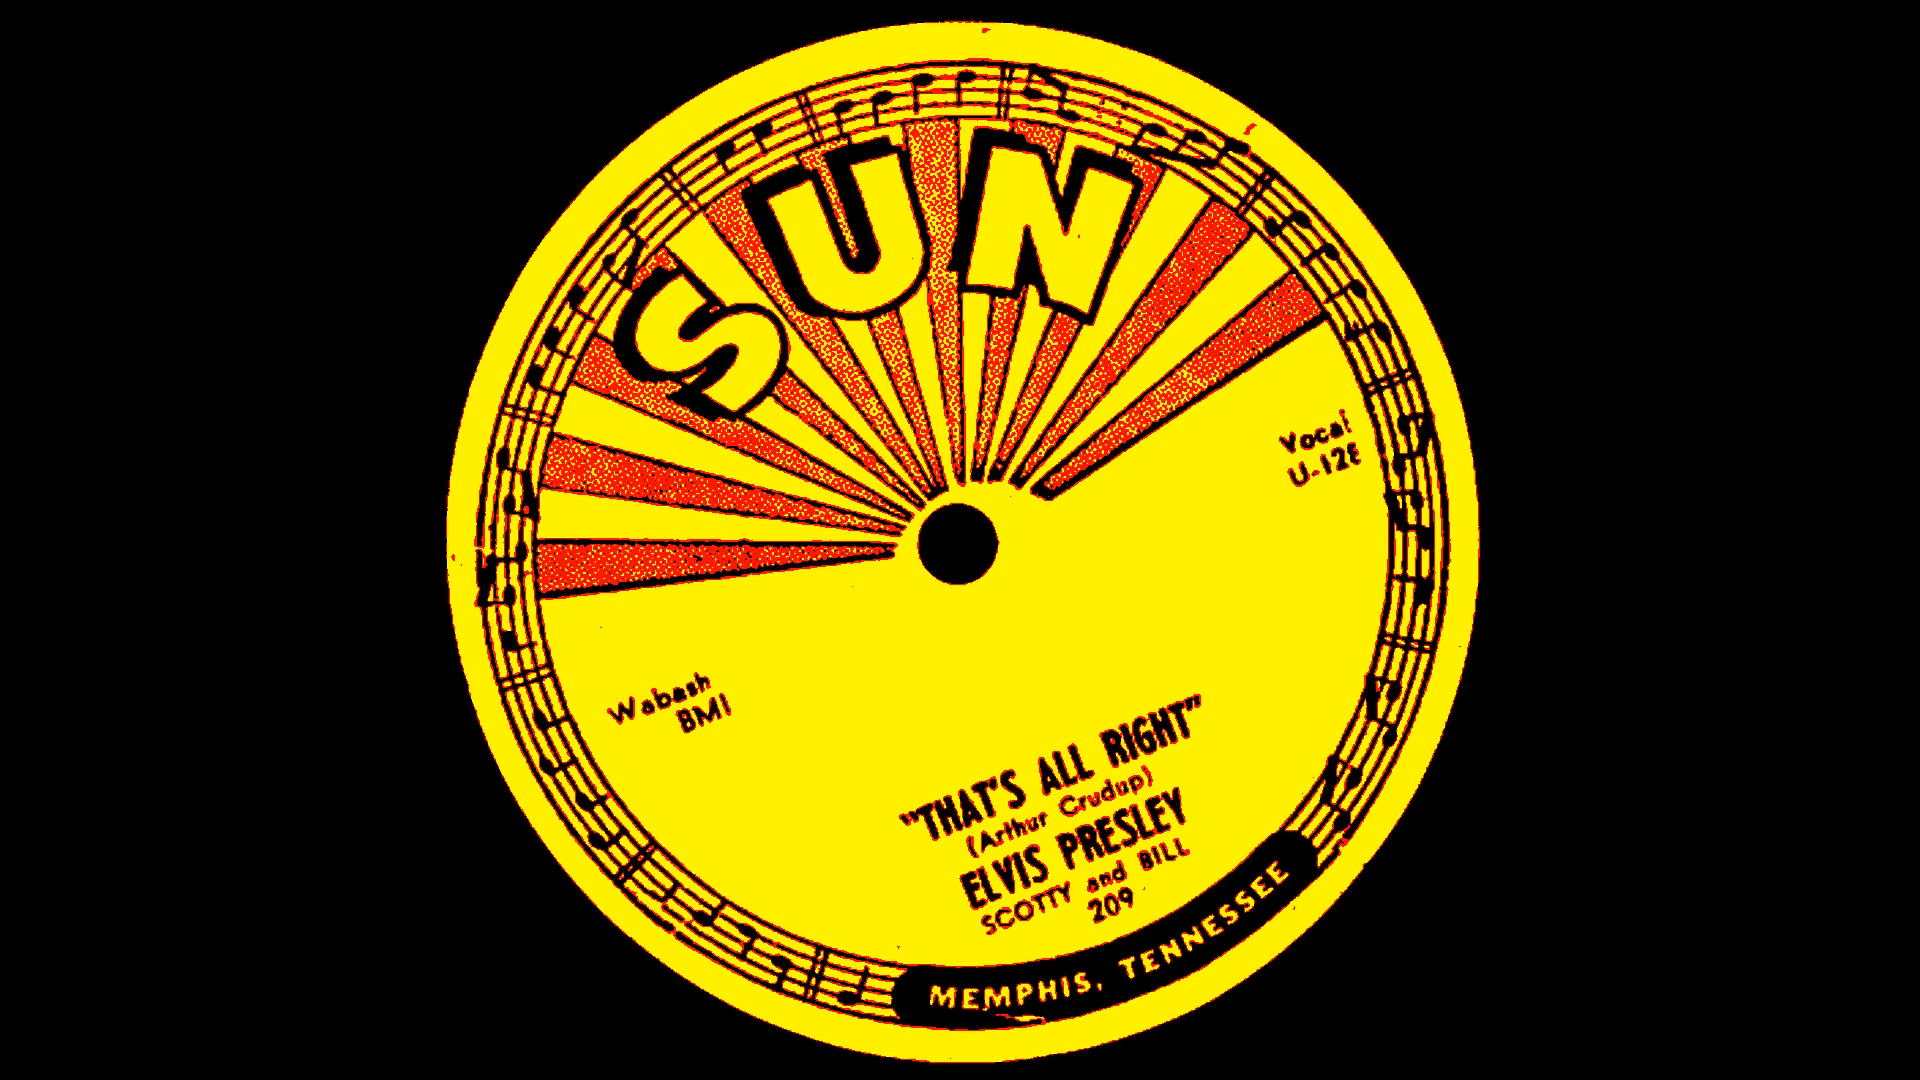 SUN
Vocal
U-128
Wabash
BMI
"THAT'S ALL RIGHT"
(Arthur Crudup)
ELVIS PRESLEY
SCOTTY and BILL
209
MEMPHIS, TENNESSEE